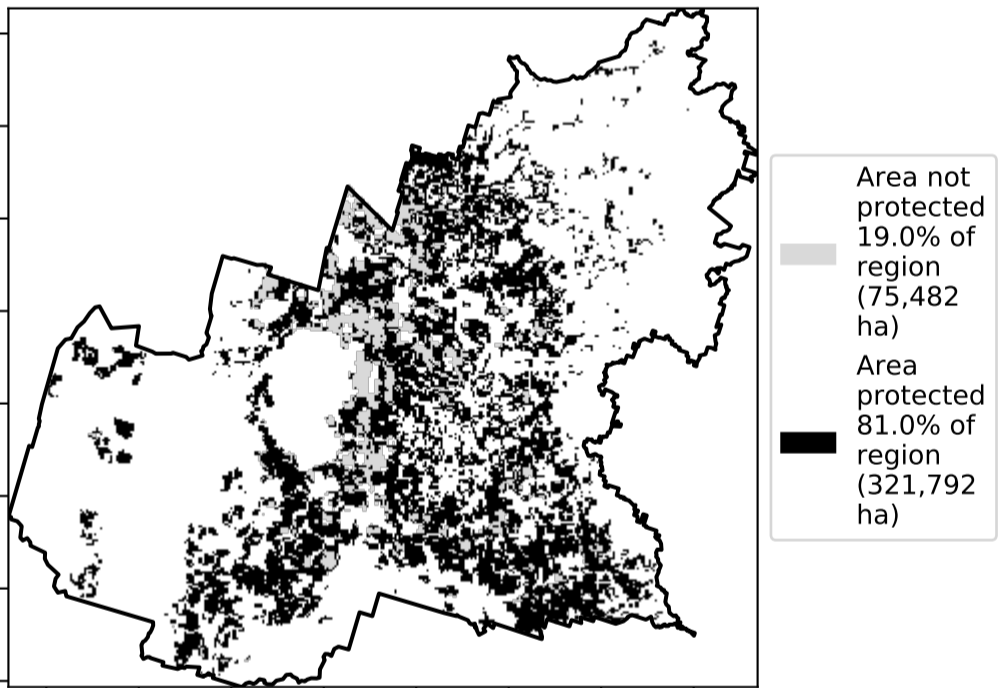 Area not
protected
19.0% of
region
(75,482
ha)
Area
protected
81.0% of
region
(321,792
ha)